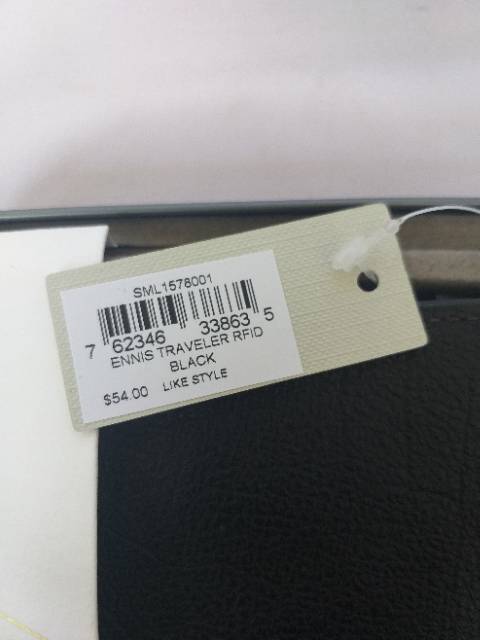 SML1578001
7 62346 33863 5
ENNIS TRAVELER RFID
BLACK
$54.00 LIKE STYLE